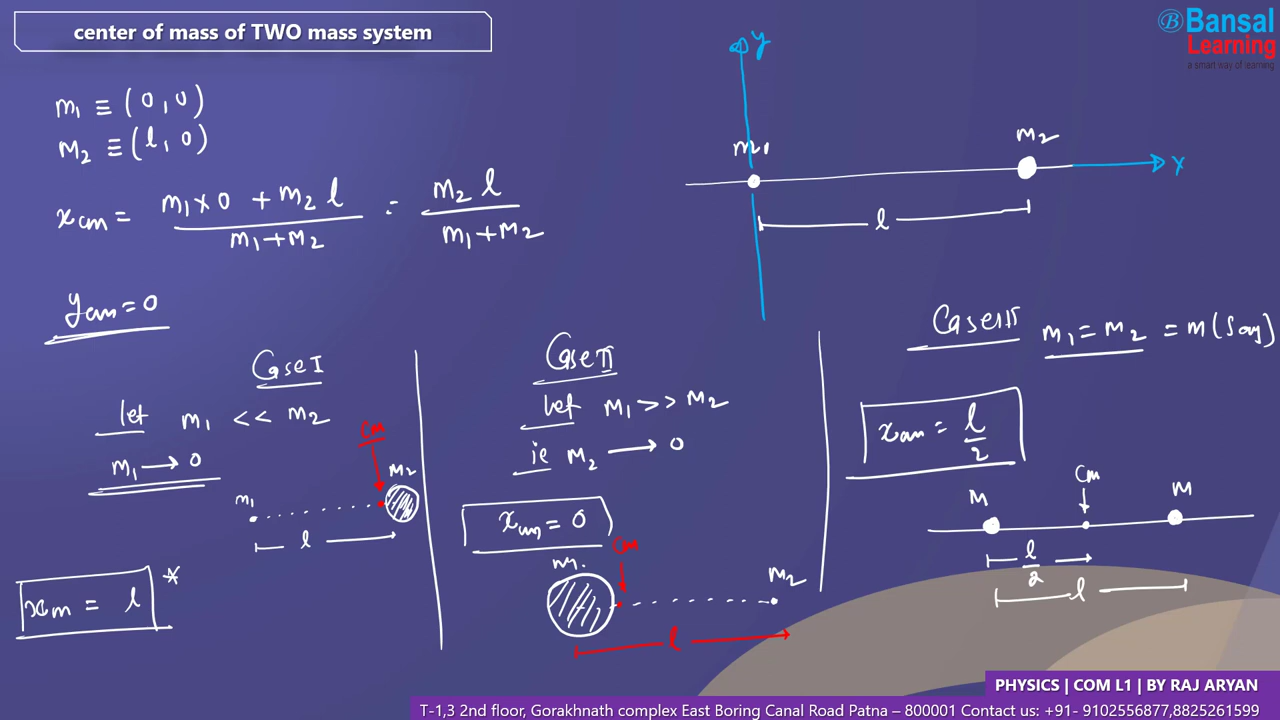 center of mass of TWO mass system
Bansal
Learning
a smart way of learning
m₁ ≡ (0,0)
m₂ ≡ (l,0)
xcm = m₁×0 + m₂ l / m₁+m₂ = m₂ l / m₁+m₂
ycm = 0
y
m₁
m₂
x
l
Case I
let m₁ << m₂
m₁ → 0
cm
m₁
m₂
l
xcm = l *
Case II
let m₁ >> m₂
ie m₂ → 0
xcm = 0
cm
m₁
m₂
l
Case III m₁ = m₂ = m (say)
xcm = l/2
cm
m
m
l/2
l
PHYSICS | COM L1 | BY RAJ ARYAN
T-1,3 2nd floor, Gorakhnath complex East Boring Canal Road Patna – 800001 Contact us: +91- 9102556877,8825261599